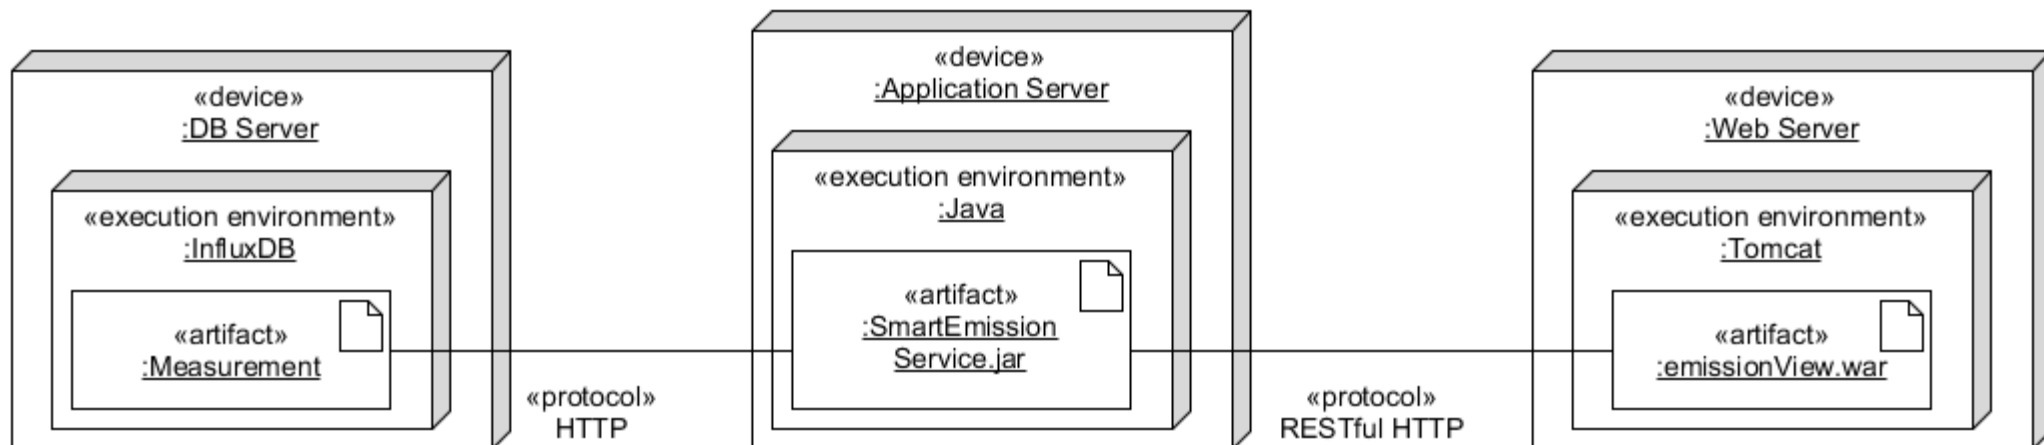 «device»
:DB Server
«execution environment»
:InfluxDB
«artifact»
:Measurement
«protocol»
HTTP
«device»
:Application Server
«execution environment»
:Java
«artifact»
:SmartEmission
Service.jar
«protocol»
RESTful HTTP
«device»
:Web Server
«execution environment»
:Tomcat
«artifact»
:emissionView.war